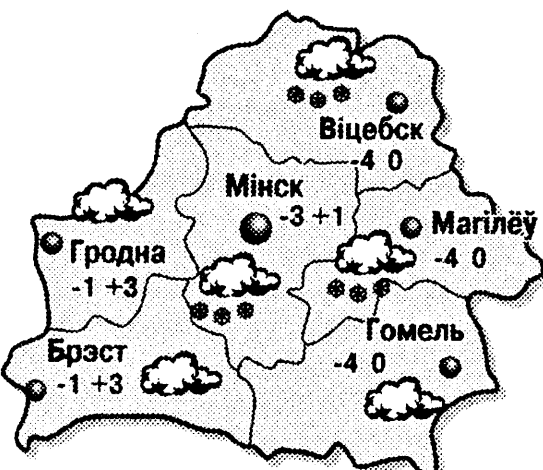 Віцебск
-4 0
Мінск
-3 +1
Магілёў
-4 0
Гродна
-1 +3
Гомель
-4 0
Брэст
-1 +3